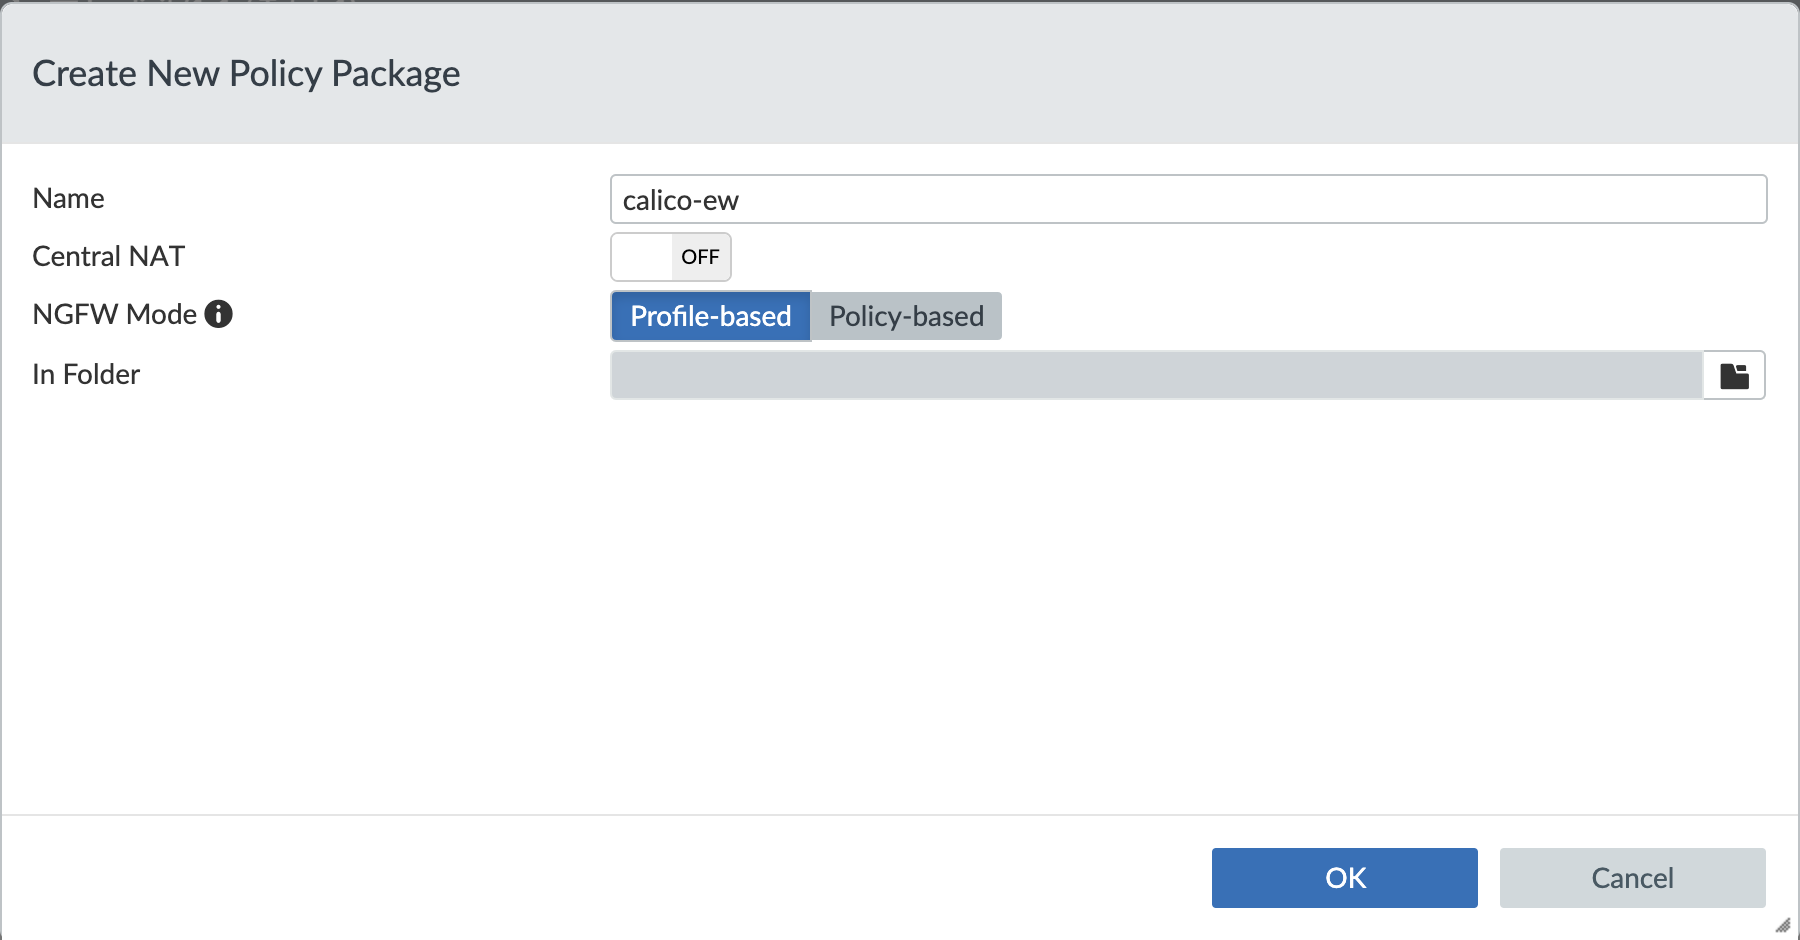 Create New Policy Package
Name
calico-ew
Central NAT
OFF
NGFW Mode
Profile-based
Policy-based
In Folder
OK
Cancel